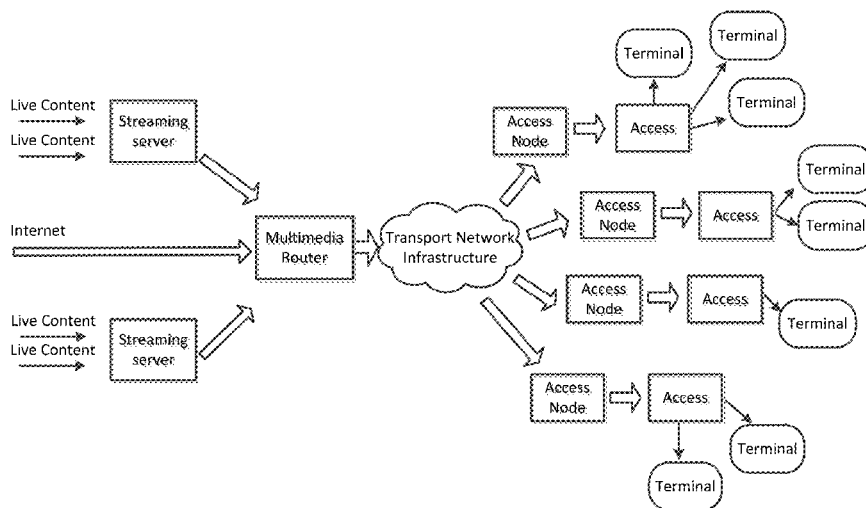 Live Content
Live Content
Streaming
server
Internet
Live Content
Live Content
Streaming
server
Multimedia
Router
Transport Network
Infrastructure
Access
Node
Access
Terminal
Terminal
Terminal
Access
Node
Access
Terminal
Terminal
Access
Node
Access
Terminal
Access
Node
Access
Terminal
Terminal